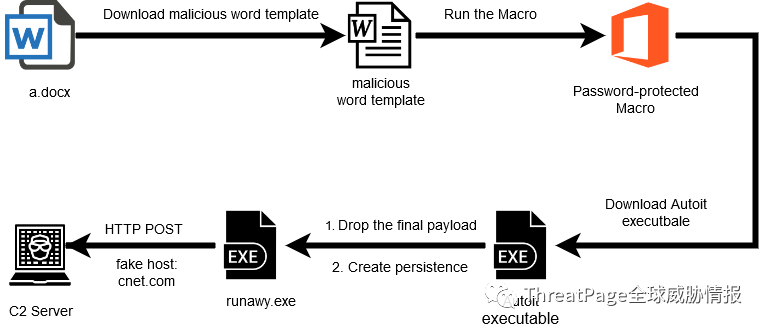 Download malicious word template
Run the Macro
W
W
a.docx
malicious
word template
Password-protected
Macro
Download Autoit
executbale
HTTP POST
fake host:
cnet.com
1. Drop the final payload
2. Create persistence
EXE
EXE
C2 Server
runawy.exe
Autoit
executable
ThreatPage全球威胁情报